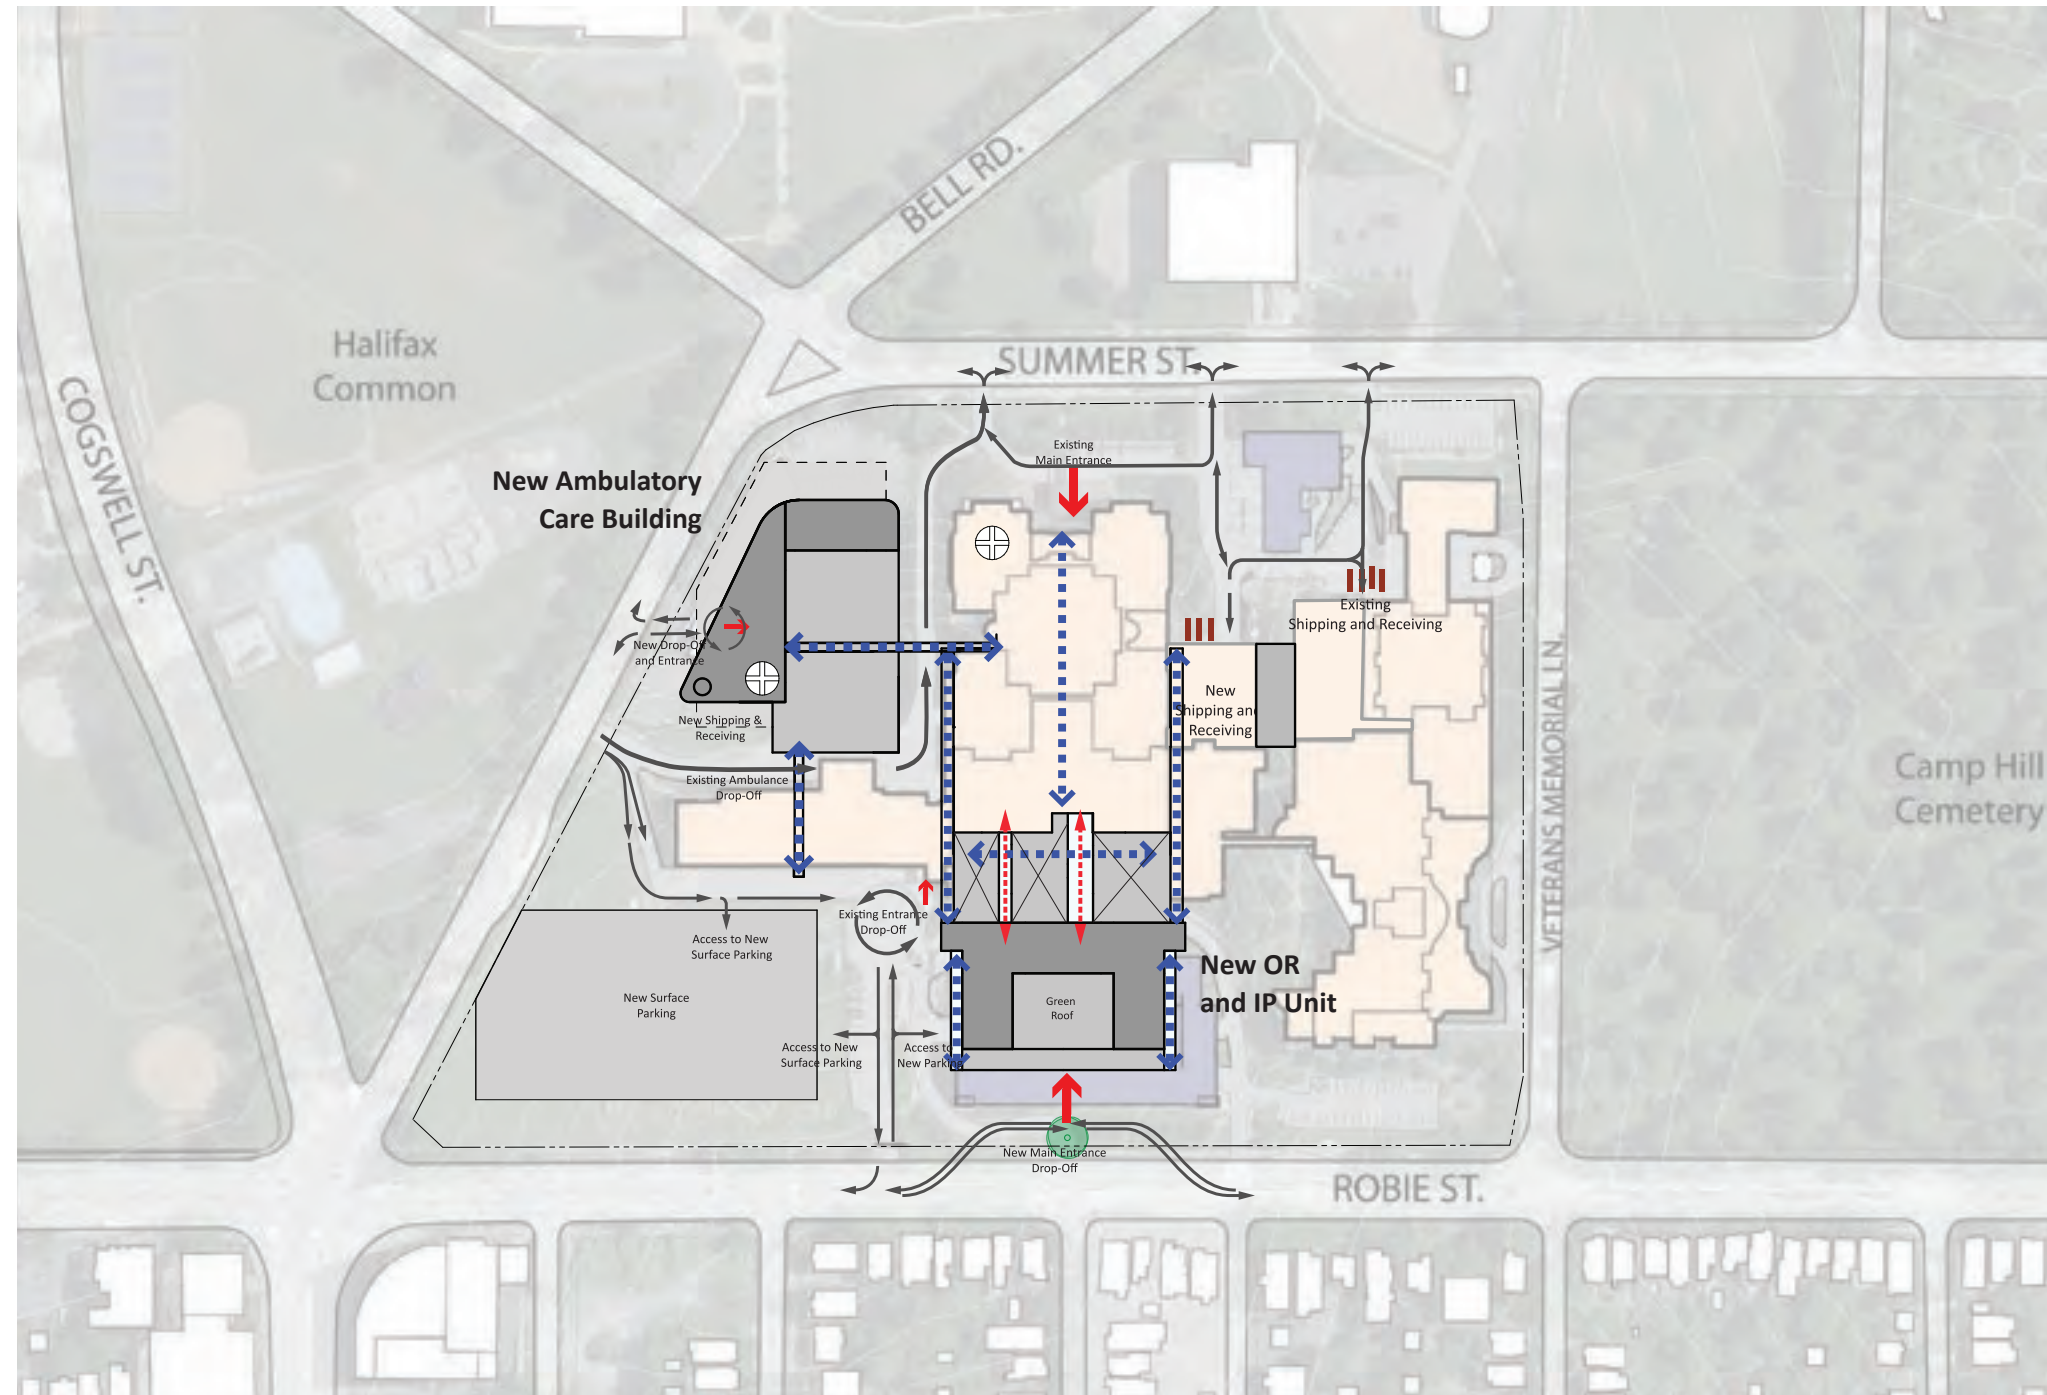 BELL RD.
Halifax
Common
SUMMER ST.
COGSWELL ST.
Existing
Main Entrance
New Ambulatory
Care Building
Existing
Shipping and Receiving
New Drop-Off
and Entrance
New Shipping &
Receiving
New
Shipping and
Receiving
VETERANS MEMORIAL LN.
Camp Hill
Cemetery
Existing Ambulance
Drop-Off
Existing Entrance
Drop-Off
Access to New
Surface Parking
New OR
and IP Unit
New Surface
Parking
Green
Roof
Access to New
Surface Parking
Access to
New Parking
New Main Entrance
Drop-Off
ROBIE ST.